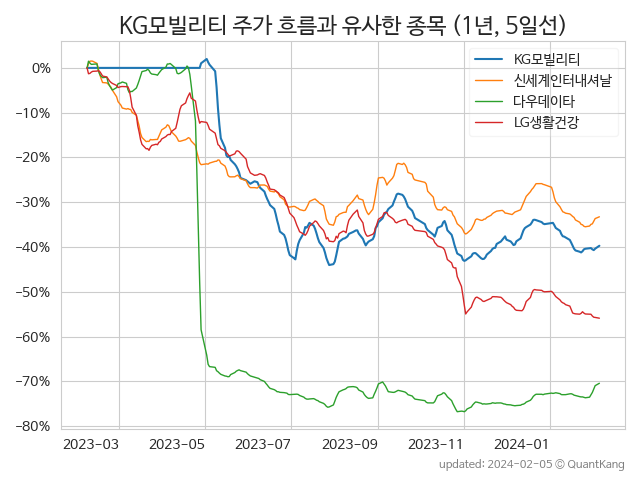 KG모빌리티 주가 흐름과 유사한 종목 (1년, 5일선)
KG모빌리티
신세계인터내셔날
다우데이타
LG생활건강
0%
−10%
−20%
−30%
−40%
−50%
−60%
−70%
−80%
2023-03 2023-05 2023-07 2023-09 2023-11 2024-01
updated: 2024-02-05 © QuantKang